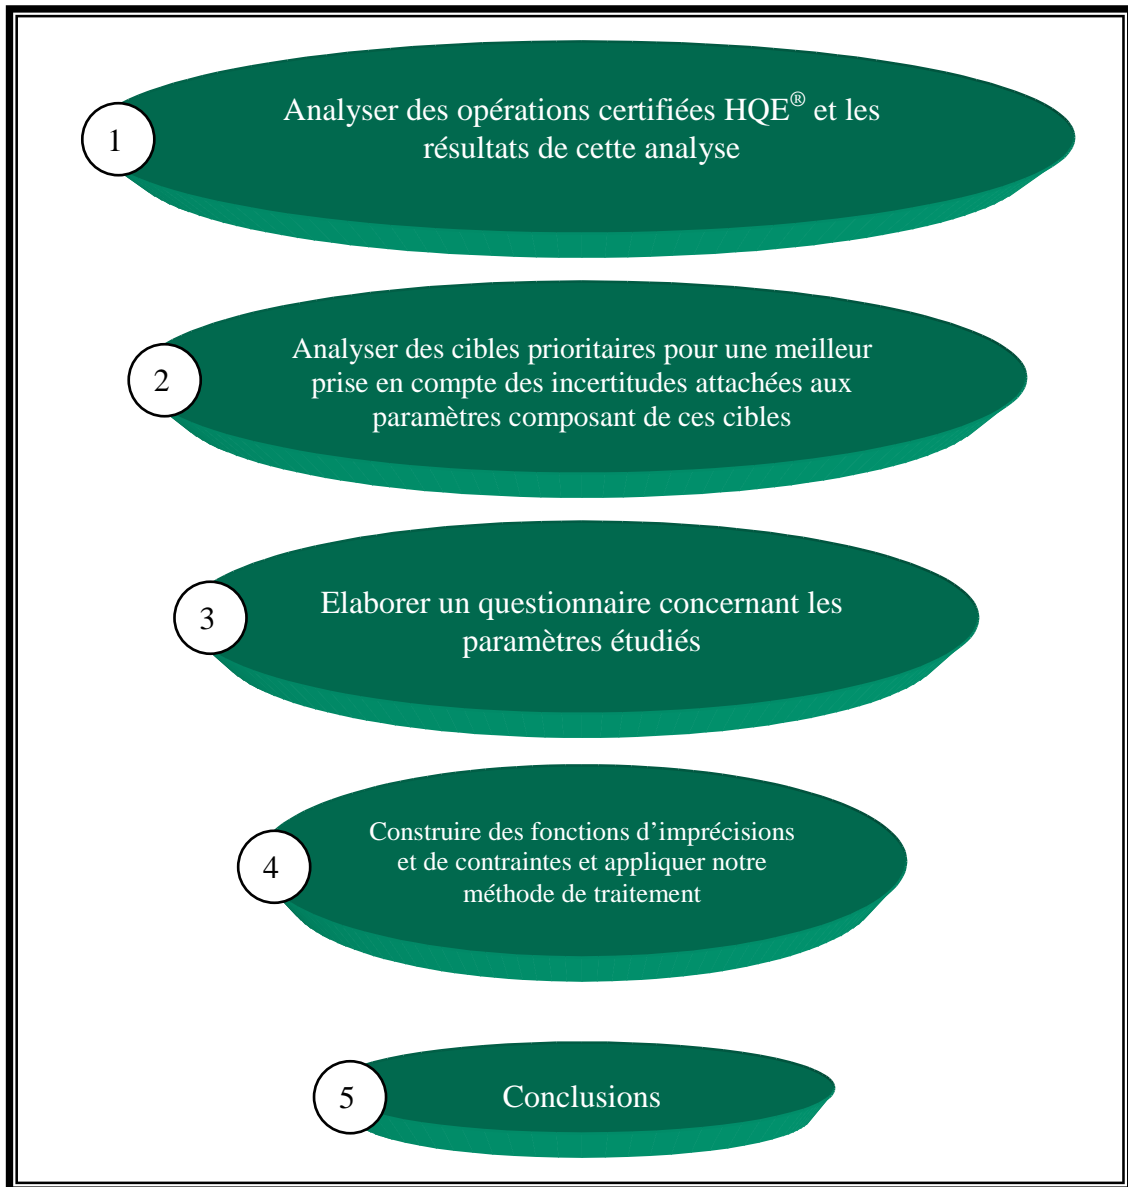 Analyser des opérations certifiées HQE® et les
résultats de cette analyse
1
Analyser des cibles prioritaires pour une meilleur
prise en compte des incertitudes attachées aux
paramètres composant de ces cibles
2
Elaborer un questionnaire concernant les
paramètres étudiés
3
Construire des fonctions d’imprécisions
et de contraintes et appliquer notre
méthode de traitement
4
Conclusions
5